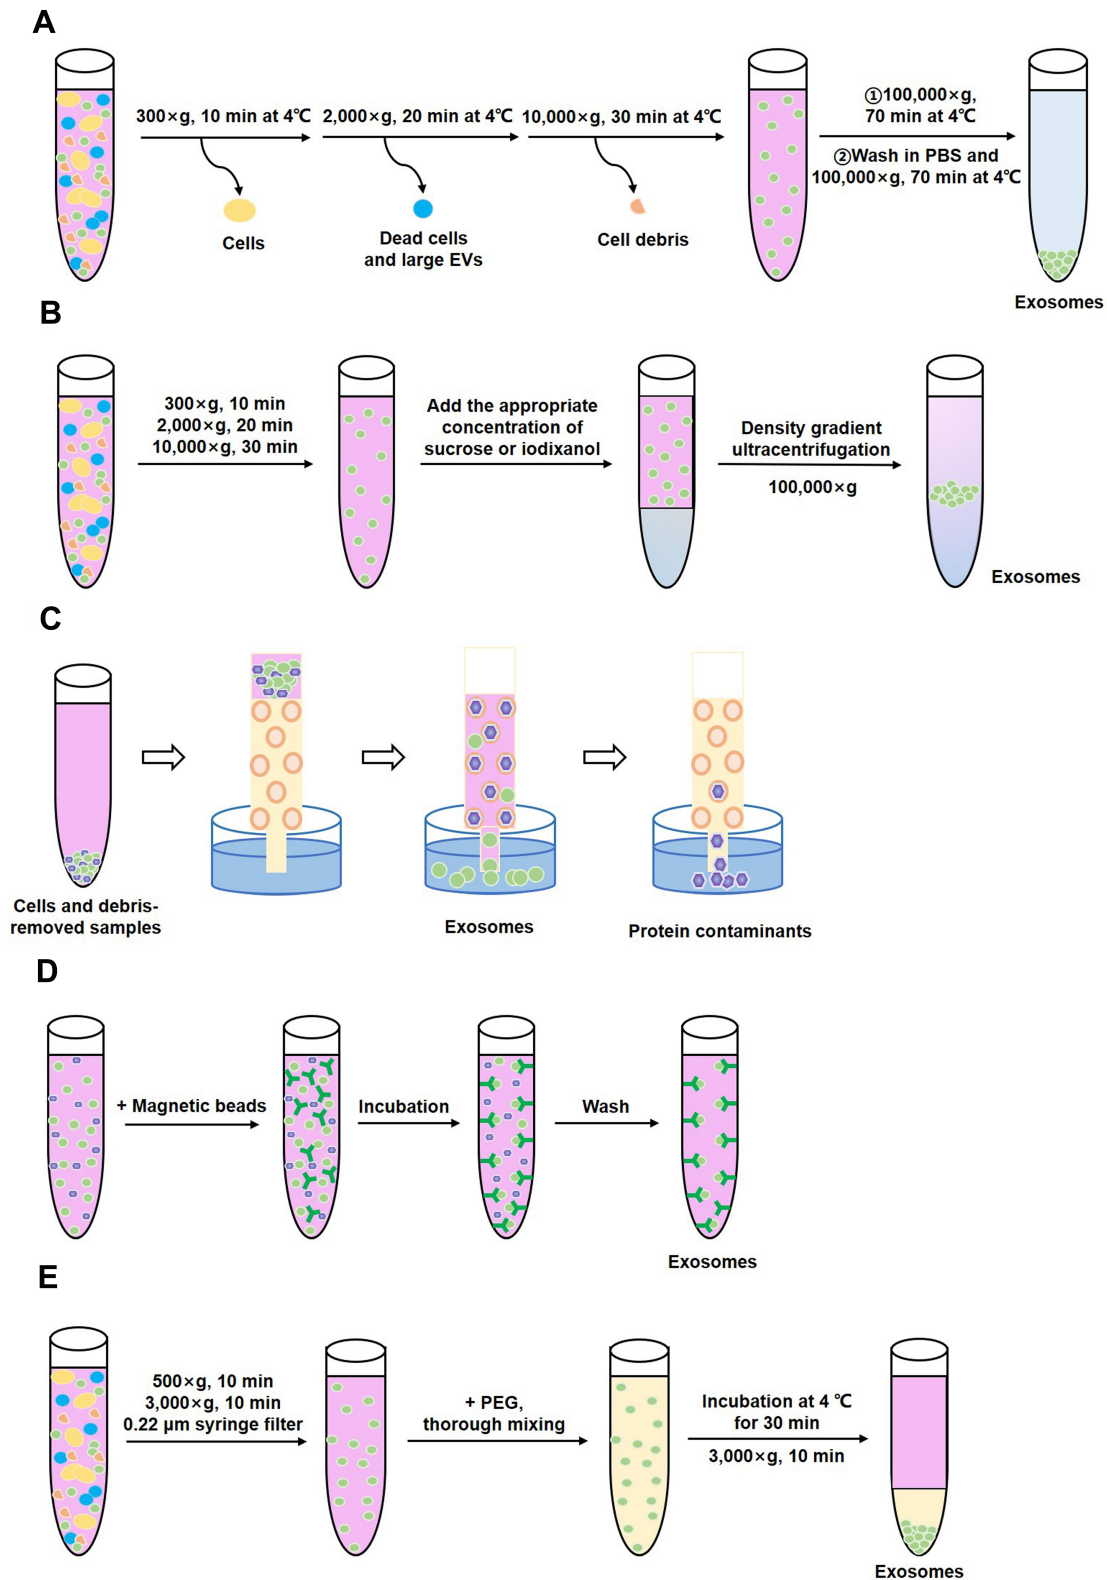 A
300×g, 10 min at 4℃
2,000×g, 20 min at 4℃
10,000×g, 30 min at 4℃
①100,000×g,
70 min at 4℃
②Wash in PBS and
100,000×g, 70 min at 4℃
Cells
Dead cells
and large EVs
Cell debris
Exosomes
B
300×g, 10 min
2,000×g, 20 min
10,000×g, 30 min
Add the appropriate
concentration of
sucrose or iodixanol
Density gradient
ultracentrifugation
100,000×g
Exosomes
C
Cells and debris-
removed samples
Exosomes
Protein contaminants
D
+ Magnetic beads
Incubation
Wash
Exosomes
E
500×g, 10 min
3,000×g, 10 min
0.22 μm syringe filter
+ PEG,
thorough mixing
Incubation at 4 ℃
for 30 min
3,000×g, 10 min
Exosomes